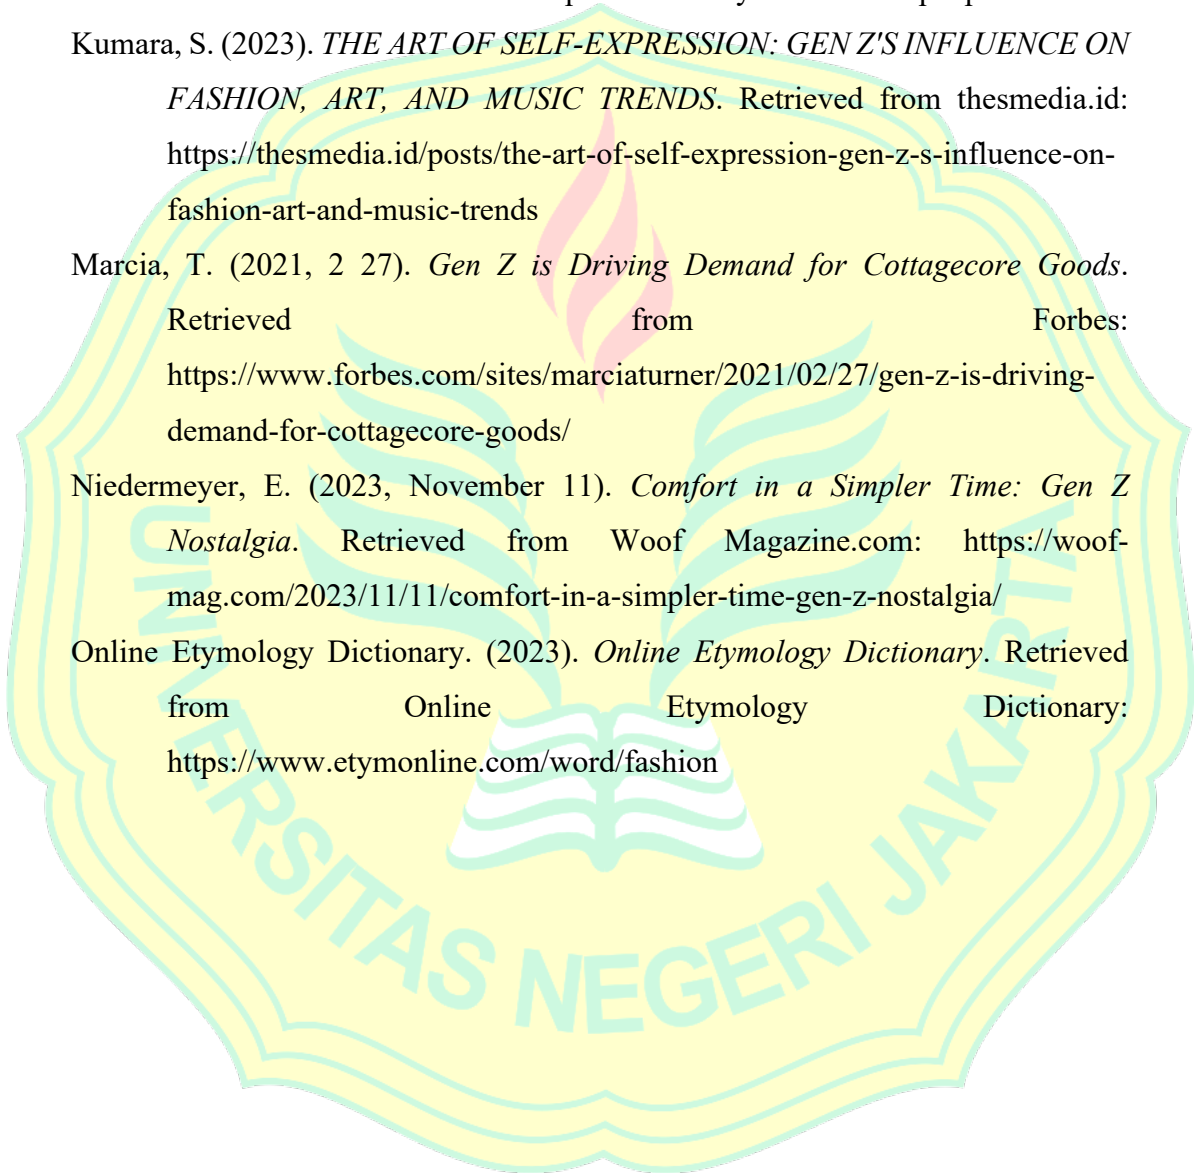 Kumara, S. (2023). THE ART OF SELF-EXPRESSION: GEN Z'S INFLUENCE ON
FASHION, ART, AND MUSIC TRENDS. Retrieved from thesmedia.id:
https://thesmedia.id/posts/the-art-of-self-expression-gen-z-s-influence-on-
fashion-art-and-music-trends
Marcia, T. (2021, 2 27). Gen Z is Driving Demand for Cottagecore Goods.
Retrieved from Forbes:
https://www.forbes.com/sites/marciaturner/2021/02/27/gen-z-is-driving-
demand-for-cottagecore-goods/
Niedermeyer, E. (2023, November 11). Comfort in a Simpler Time: Gen Z
Nostalgia. Retrieved from Woof Magazine.com: https://woof-
mag.com/2023/11/11/comfort-in-a-simpler-time-gen-z-nostalgia/
Online Etymology Dictionary. (2023). Online Etymology Dictionary. Retrieved
from Online Etymology Dictionary:
https://www.etymonline.com/word/fashion
UNIVERSITAS NEGERI JAKARTA